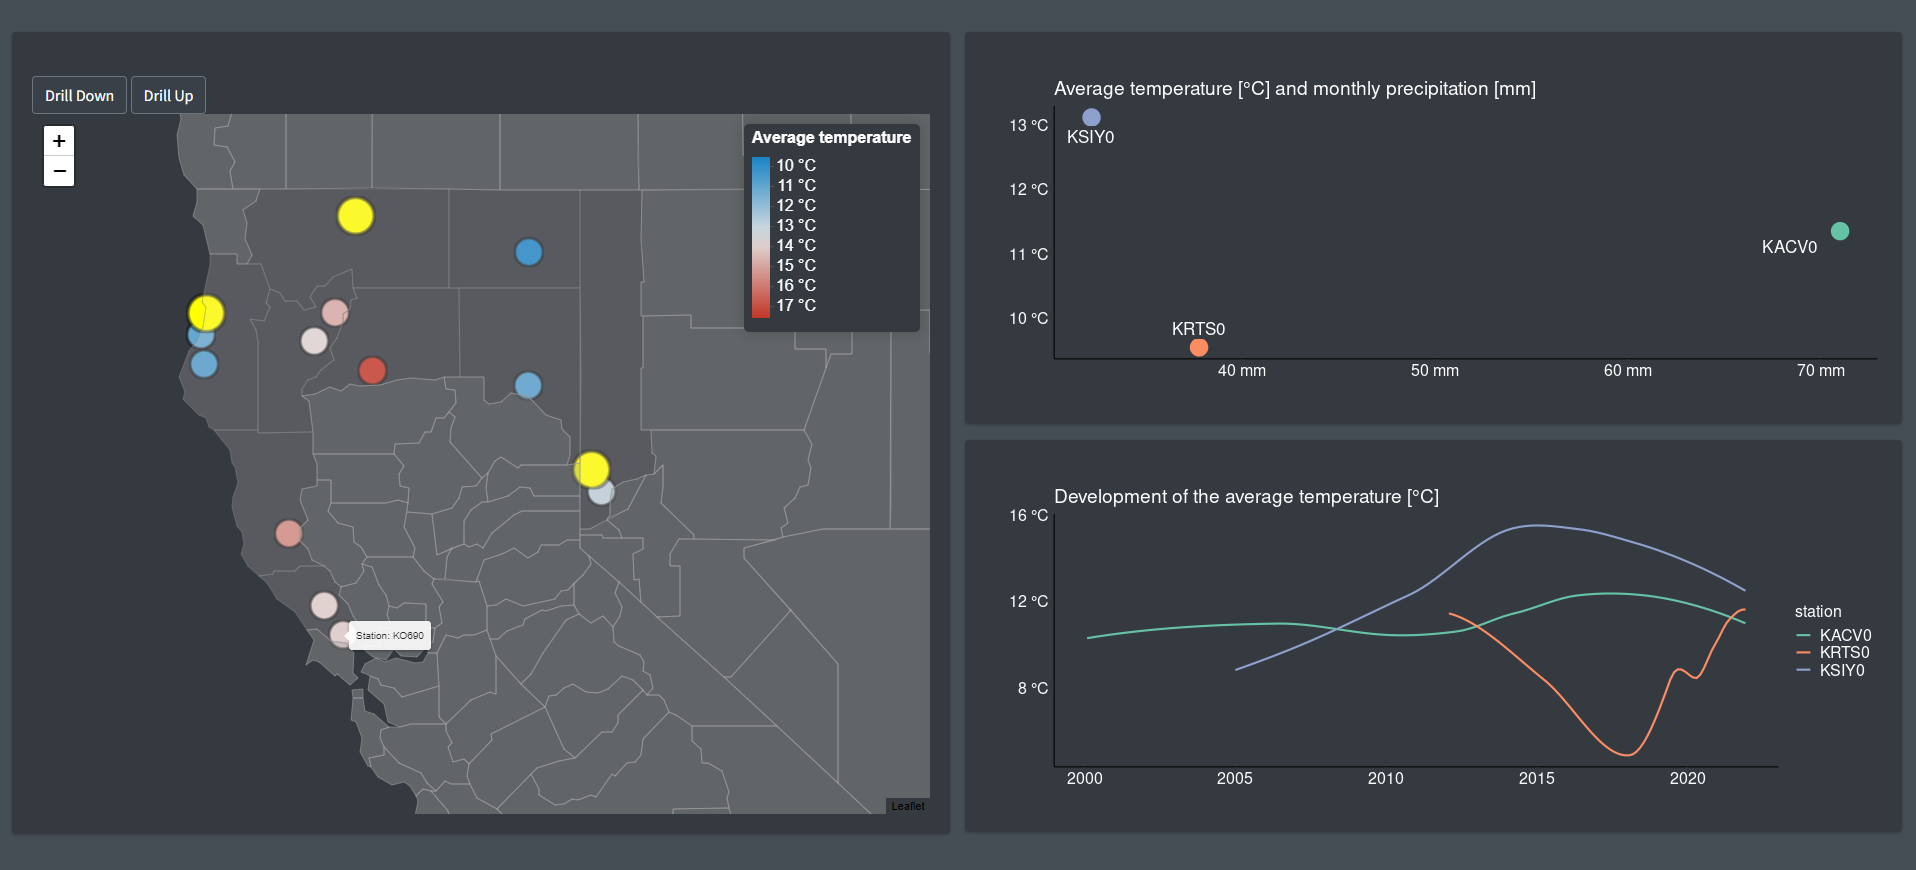 Drill Down
Drill Up
+
−
Average temperature
10 °C
11 °C
12 °C
13 °C
14 °C
15 °C
16 °C
17 °C
Station: KO690
Leaflet
Average temperature [°C] and monthly precipitation [mm]
13 °C
12 °C
11 °C
10 °C
KSIY0
KACV0
KRTS0
40 mm
50 mm
60 mm
70 mm
Development of the average temperature [°C]
16 °C
12 °C
8 °C
2000
2005
2010
2015
2020
station
KACV0
KRTS0
KSIY0